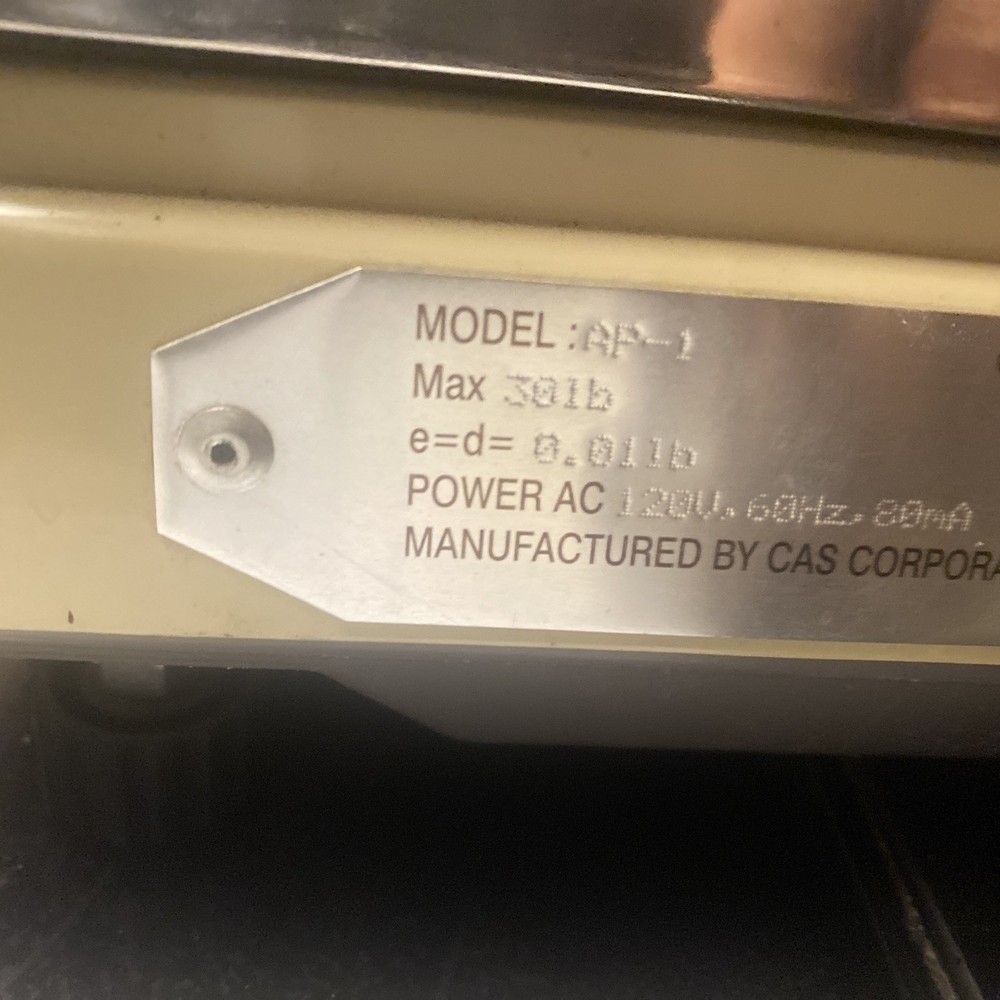 MODEL : AP-1
Max 30lb
e=d= 0.01lb
POWER AC 120V, 60Hz, 80mA
MANUFACTURED BY CAS CORPORA